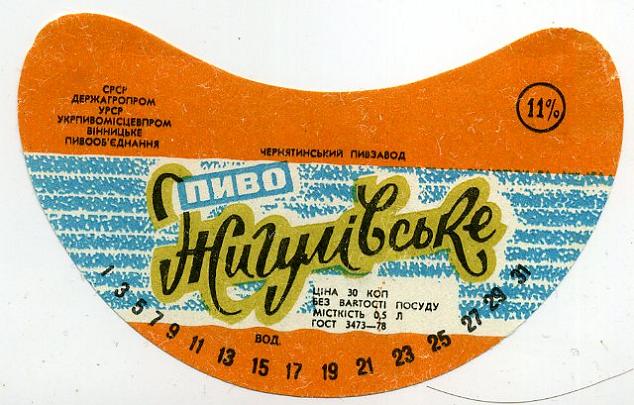 СРСР
ДЕРЖАГРОПРОМ
УРСР
УКРПИВОМІСЦЕВПРОМ
ВІННИЦЬКЕ
ПИВООБ'ЄДНАННЯ
11%
ЧЕРНЯТИНСЬКИЙ ПИВЗАВОД
ПИВО
Жигулівське
ЦІНА 30 КОП
БЕЗ ВАРТОСТІ ПОСУДУ
МІСТКІСТЬ 0,5 Л
ГОСТ 3473—78
ВОД.
1 3 5 7 9 11 13 15 17 19 21 23 25 27 29 31